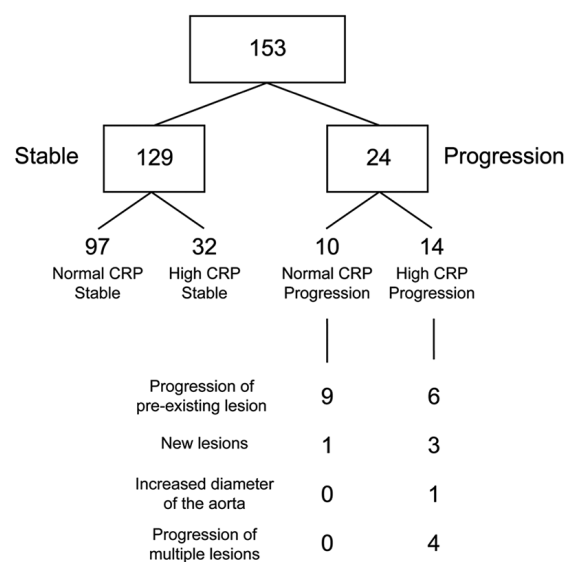 153
Stable 129 24 Progression
97 32 10 14
Normal CRP High CRP Normal CRP High CRP
Stable Stable Progression Progression
Progression of
pre-existing lesion 9 6
New lesions 1 3
Increased diameter
of the aorta 0 1
Progression of
multiple lesions 0 4